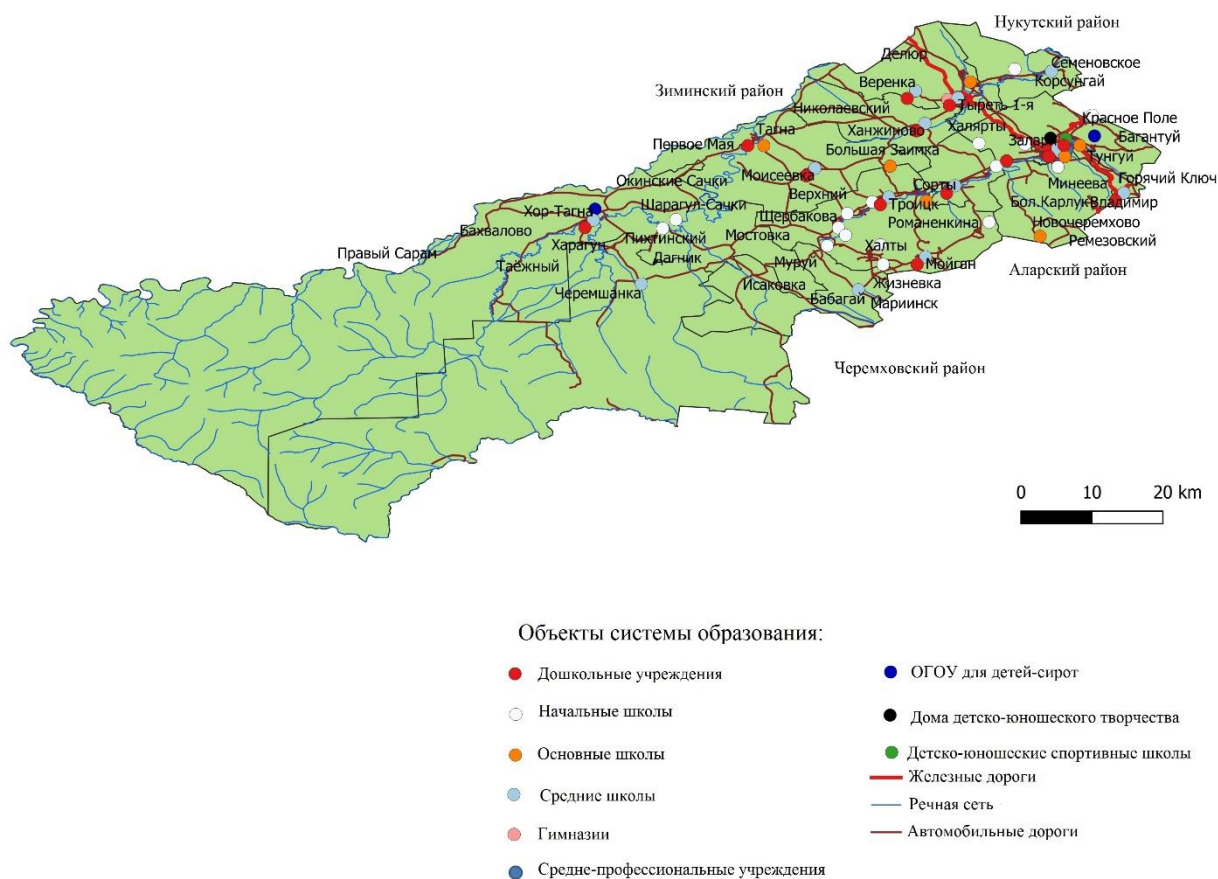 Нукутский район
Делюр
Семеновское
Веренка
Корсунгай
Зиминский район
Николаевский
Тыреть 1-я
Красное Поле
Тагна
Ханжиново
Халярты
Багантуй
Первое Мая
Большая Заимка
Тунгуй
Моисеевка
Горячий Ключ
Окинские Сачки
Верхний
Сорты
Минеева
Хор-Тагна
Шарагул-Сачки
Щербакова
Троицк
Бол.Карлук
Владимир
Романенкина
Новочеремхово
Бахвалово
Харагун
Пихтинский
Мостовка
Ремезовский
Правый Сарам
Таёжный
Дагник
Муруй
Халты
Мойган
Аларский район
Черемшанка
Исаковка
Жизневка
Бабагай
Мариинск
Черемховский район
0 10 20 km
Объекты системы образования:
Дошкольные учреждения
Начальные школы
Основные школы
Средние школы
Гимназии
Средне-профессиональные учреждения
ОГОУ для детей-сирот
Дома детско-юношеского творчества
Детско-юношеские спортивные школы
Железные дороги
Речная сеть
Автомобильные дороги